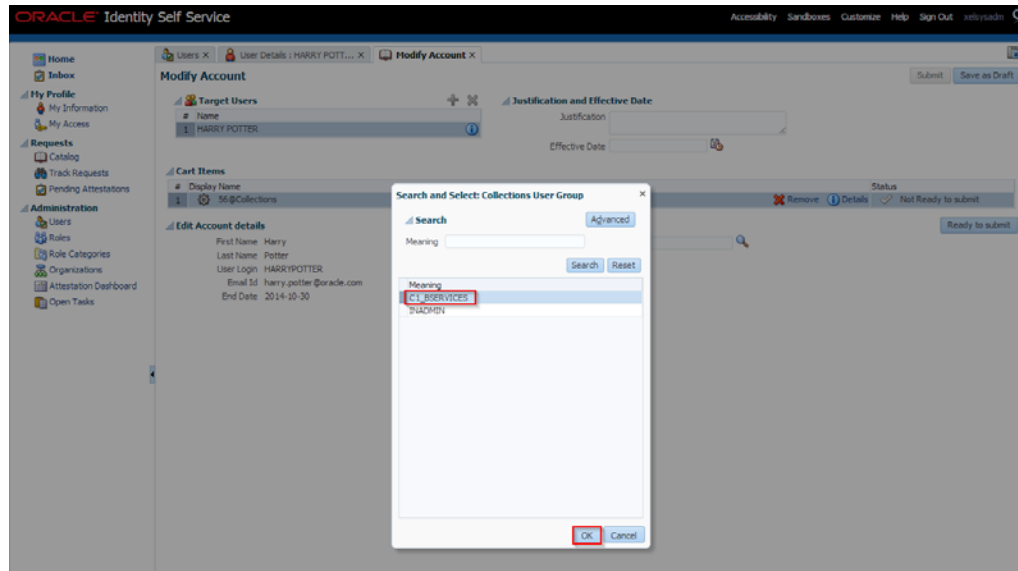 ORACLE Identity Self Service
Accessibility Sandboxes Customize Help Sign Out xelsysadm
Home
Inbox
My Profile
My Information
My Access
Requests
Catalog
Track Requests
Pending Attestations
Administration
Users
Roles
Role Categories
Organizations
Attestation Dashboard
Open Tasks
Users × User Details : HARRY POTT... × Modify Account ×
Modify Account
Submit Save as Draft
Target Users
# Name
1 HARRY POTTER
Justification and Effective Date
Justification
Effective Date
Cart Items
# Display Name Status
1 56@Collections Remove Details Not Ready to submit
Edit Account details
Ready to submit
First Name Harry
Last Name Potter
User Login HARRYPOTTER
Email Id harry.potter@oracle.com
End Date 2014-10-30
Search and Select: Collections User Group ×
Search Advanced
Meaning
Search Reset
Meaning
C1_BSERVICES
INADMIN
OK Cancel